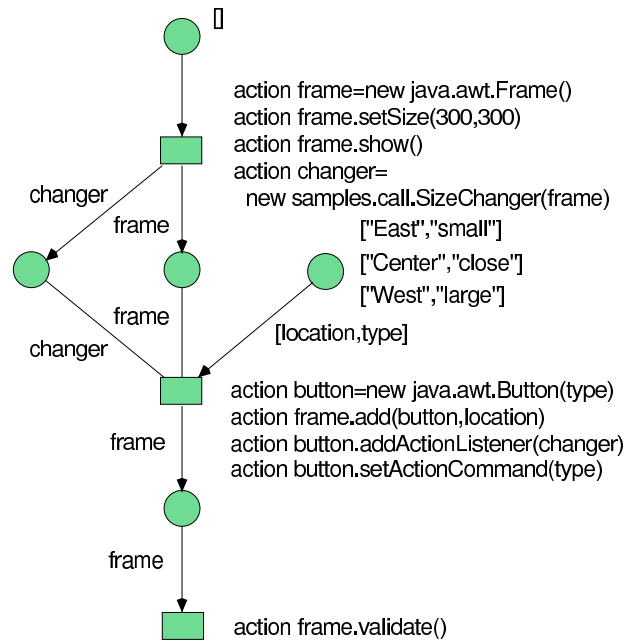 []
action frame=new java.awt.Frame()
action frame.setSize(300,300)
action frame.show()
action changer=
new samples.call.SizeChanger(frame)
changer
frame
["East","small"]
["Center","close"]
["West","large"]
frame
changer
[location,type]
action button=new java.awt.Button(type)
action frame.add(button,location)
action button.addActionListener(changer)
action button.setActionCommand(type)
frame
frame
action frame.validate()